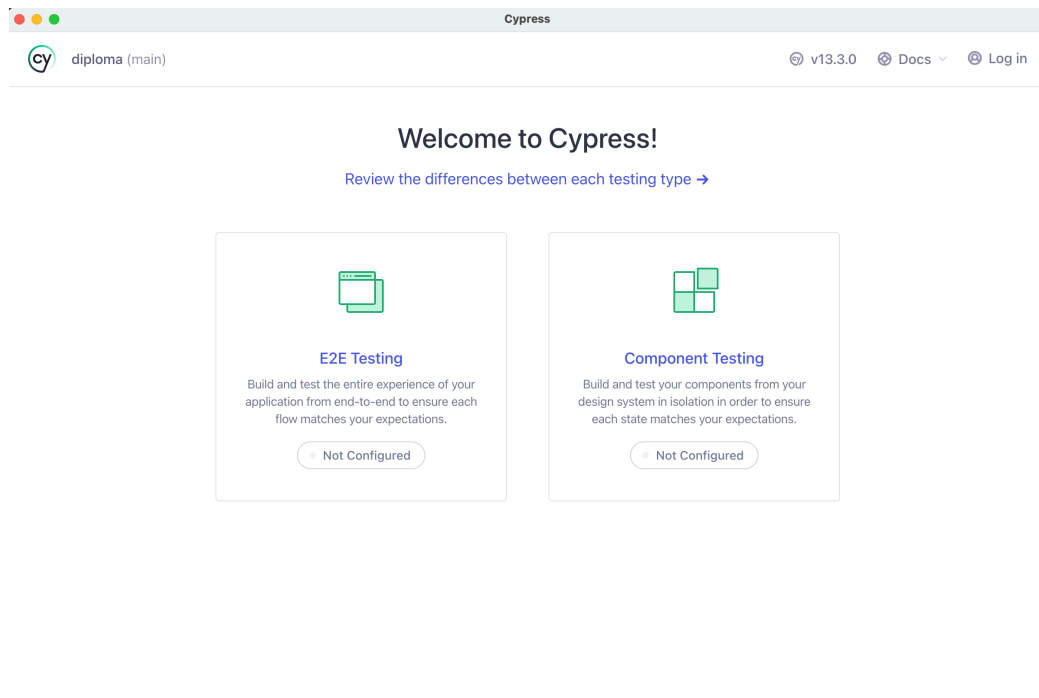 Cypress
cy diploma (main)
cy v13.3.0 Docs Log in
Welcome to Cypress!
Review the differences between each testing type →
E2E Testing
Build and test the entire experience of your
application from end-to-end to ensure each
flow matches your expectations.
Not Configured
Component Testing
Build and test your components from your
design system in isolation in order to ensure
each state matches your expectations.
Not Configured